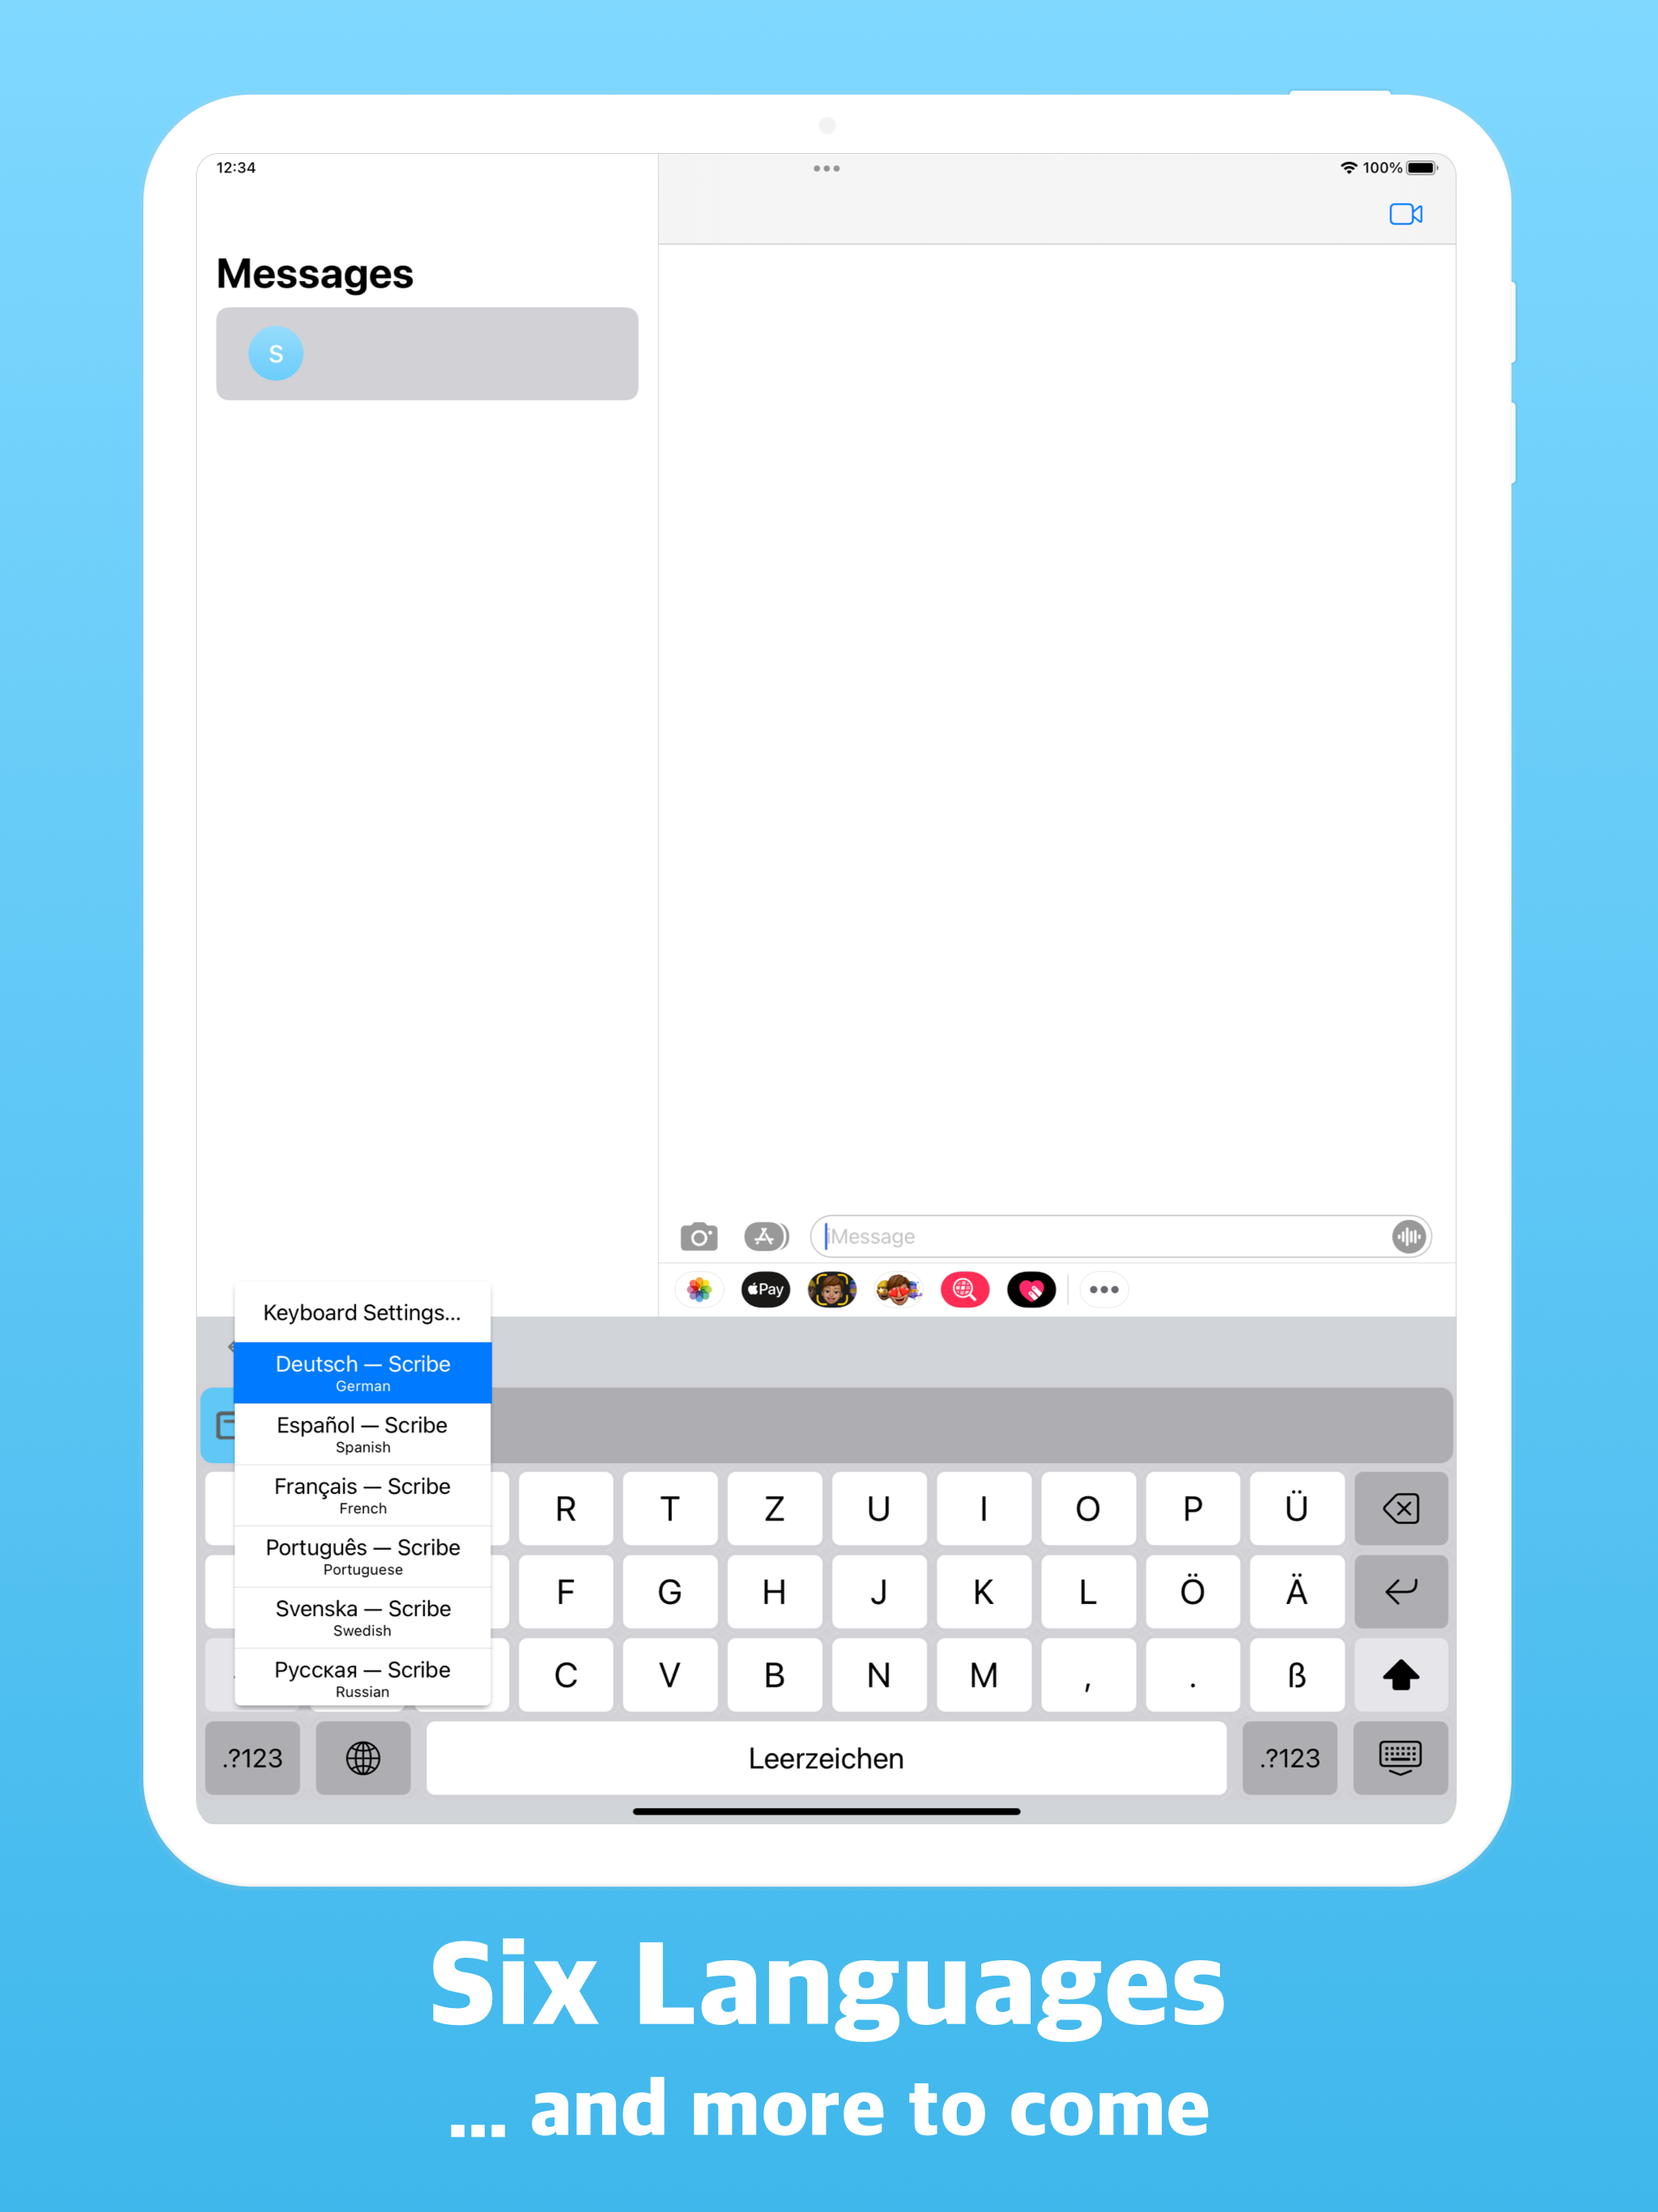 12:34
100%
Messages
S
iMessage
Pay
Keyboard Settings...
Deutsch — Scribe
German
Español — Scribe
Spanish
Français — Scribe
French
Português — Scribe
Portuguese
Svenska — Scribe
Swedish
Русская — Scribe
Russian
R T Z U I O P Ü
F G H J K L Ö Ä
C V B N M , . ß
.?123 Leerzeichen .?123
Six Languages
... and more to come